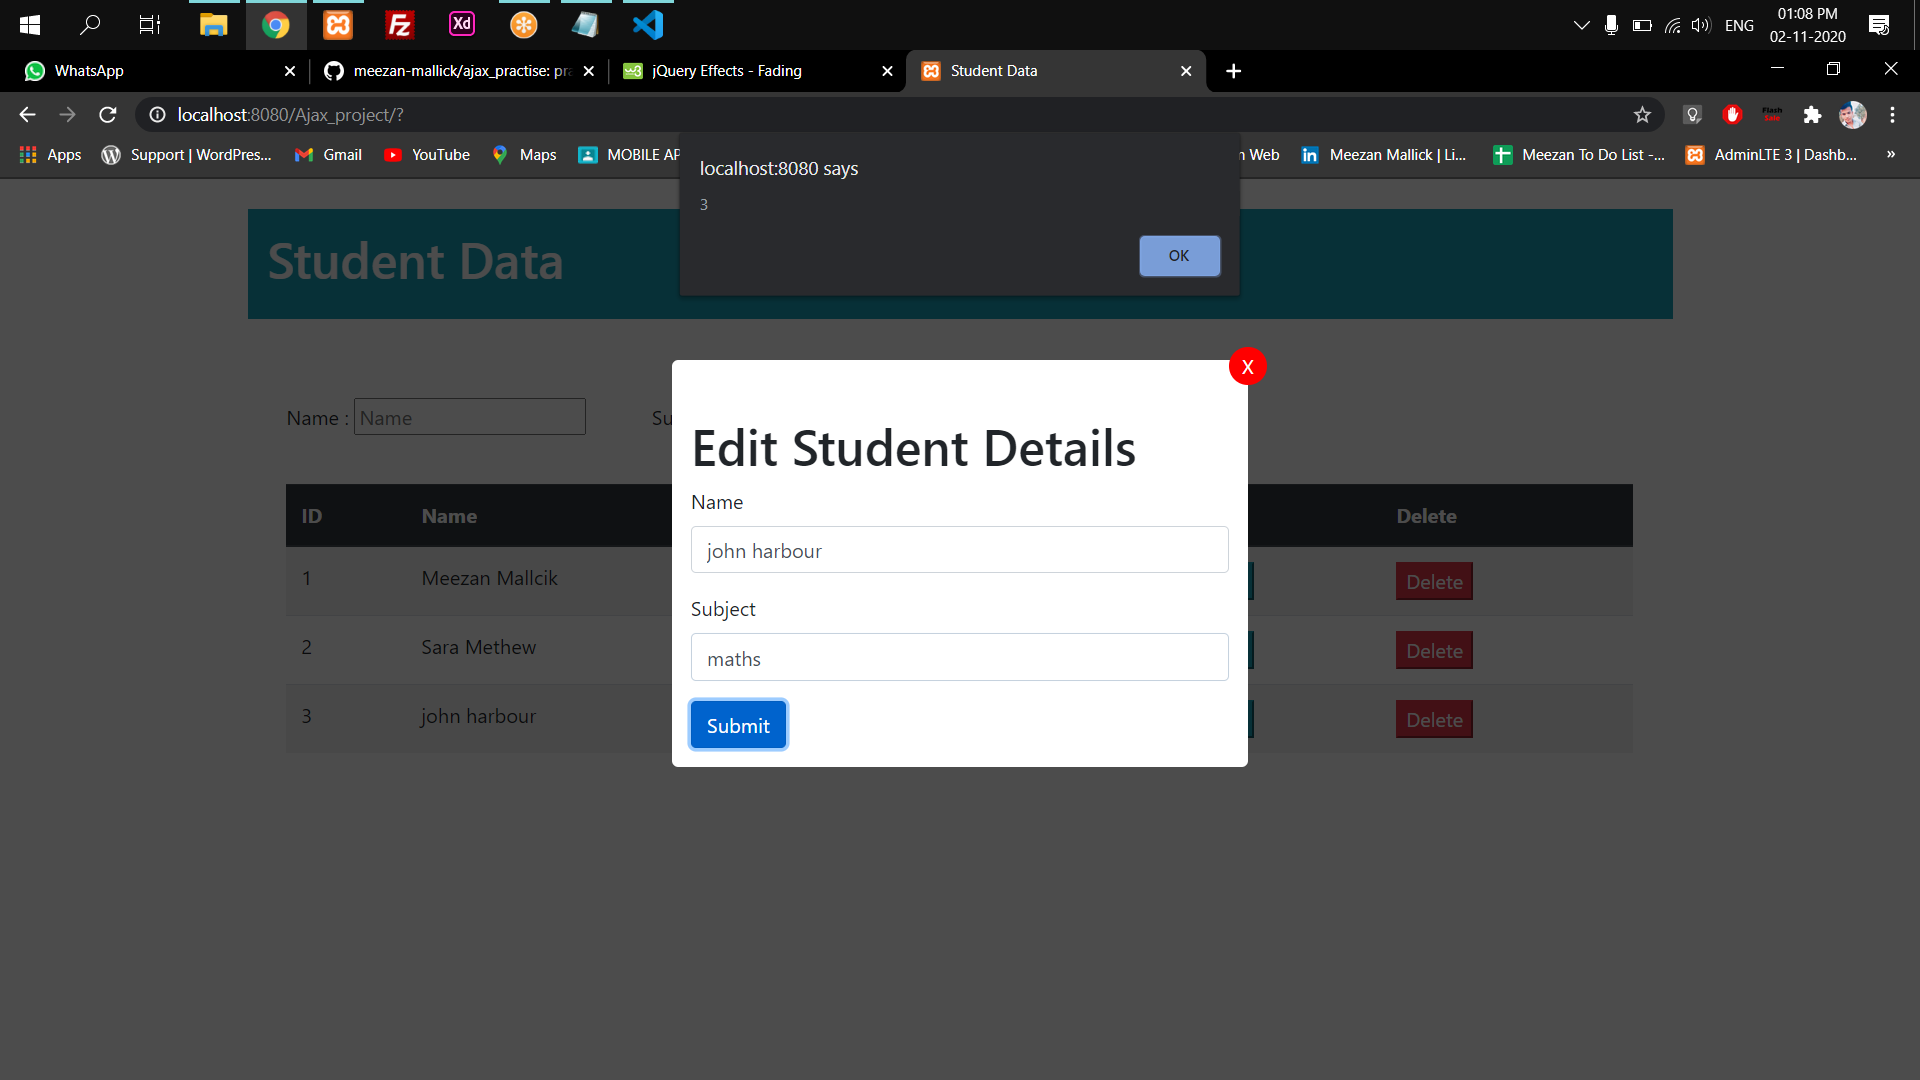 ENG
01:08 PM
02-11-2020
Fz
Xd
WhatsApp
meezan-mallick/ajax_practise: pra
jQuery Effects - Fading
Student Data
localhost:8080/Ajax_project/?
Apps
Support | WordPres...
Gmail
YouTube
Maps
MOBILE AP
n Web
Meezan Mallick | Li...
Meezan To Do List -...
AdminLTE 3 | Dashb...
»
localhost:8080 says
3
OK
Student Data
X
Name :
Name
Su
Edit Student Details
Name
john harbour
Subject
maths
Submit
ID
Name
Delete
1
Meezan Mallcik
Delete
2
Sara Methew
Delete
3
john harbour
Delete